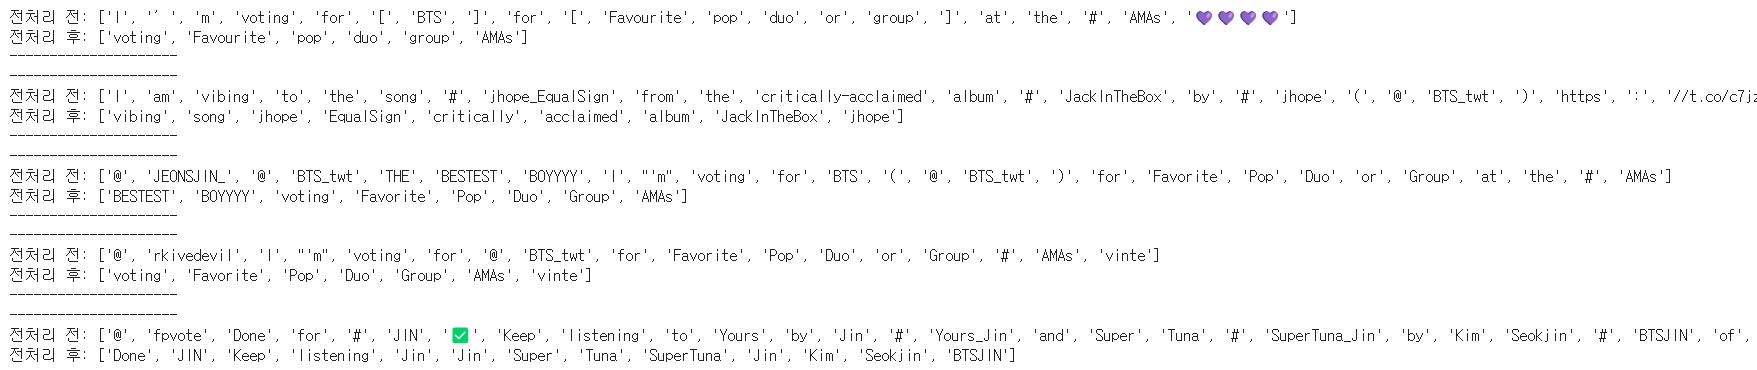 전처리 전: ['I', '′', 'm', 'voting', 'for', '[', 'BTS', ']', 'for', '[', 'Favourite', 'pop', 'duo', 'or', 'group', ']', 'at', 'the', '#', 'AMAs', '💜💜💜💜']
전처리 후: ['voting', 'Favourite', 'pop', 'duo', 'group', 'AMAs']
---------------------
---------------------
전처리 전: ['I', 'am', 'vibing', 'to', 'the', 'song', '#', 'jhope_EqualSign', 'from', 'the', 'critically-acclaimed', 'album', '#', 'JackInTheBox', 'by', '#', 'jhope', '(', '@', 'BTS_twt', ')', 'https', ':', '//t.co/c7jz
전처리 후: ['vibing', 'song', 'jhope', 'EqualSign', 'critically', 'acclaimed', 'album', 'JackInTheBox', 'jhope']
---------------------
---------------------
전처리 전: ['@', 'JEONSJIN_', '@', 'BTS_twt', 'THE', 'BESTEST', 'BOYYYY', 'I', "'m", 'voting', 'for', 'BTS', '(', '@', 'BTS_twt', ')', 'for', 'Favorite', 'Pop', 'Duo', 'or', 'Group', 'at', 'the', '#', 'AMAs']
전처리 후: ['BESTEST', 'BOYYYY', 'voting', 'Favorite', 'Pop', 'Duo', 'Group', 'AMAs']
---------------------
---------------------
전처리 전: ['@', 'rkivedevil', 'I', "'m", 'voting', 'for', '@', 'BTS_twt', 'for', 'Favorite', 'Pop', 'Duo', 'or', 'Group', '#', 'AMAs', 'vinte']
전처리 후: ['voting', 'Favorite', 'Pop', 'Duo', 'Group', 'AMAs', 'vinte']
---------------------
---------------------
전처리 전: ['@', 'fpvote', 'Done', 'for', '#', 'JIN', '✅', 'Keep', 'listening', 'to', 'Yours', 'by', 'Jin', '#', 'Yours_Jin', 'and', 'Super', 'Tuna', '#', 'SuperTuna_Jin', 'by', 'Kim', 'Seokjin', '#', 'BTSJIN', 'of',
전처리 후: ['Done', 'JIN', 'Keep', 'listening', 'Jin', 'Jin', 'Super', 'Tuna', 'SuperTuna', 'Jin', 'Kim', 'Seokjin', 'BTSJIN']